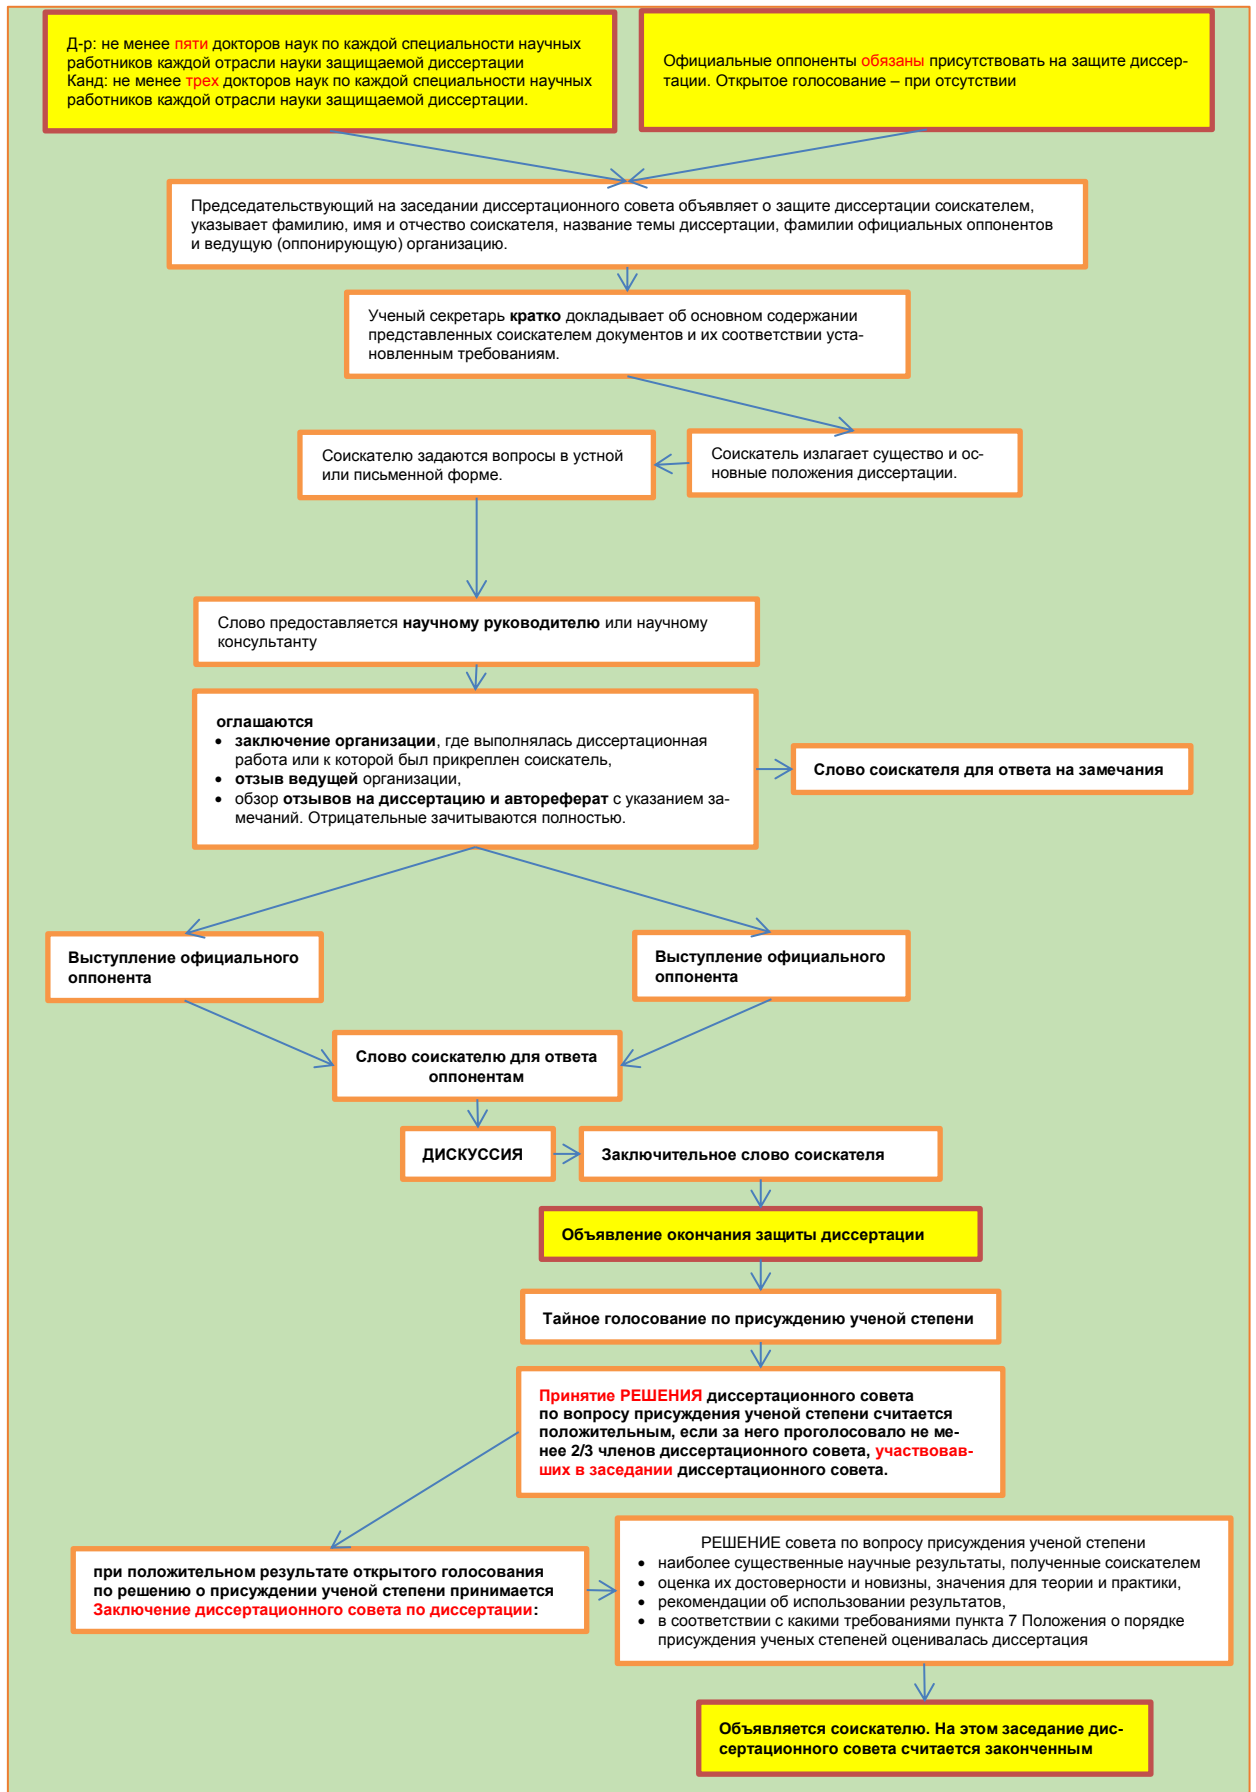 Д-р: не менее пяти докторов наук по каждой специальности научных
работников каждой отрасли науки защищаемой диссертации
Канд: не менее трех докторов наук по каждой специальности научных
работников каждой отрасли науки защищаемой диссертации.
Официальные оппоненты обязаны присутствовать на защите диссер-
тации. Открытое голосование – при отсутствии
Председательствующий на заседании диссертационного совета объявляет о защите диссертации соискателем,
указывает фамилию, имя и отчество соискателя, название темы диссертации, фамилии официальных оппонентов
и ведущую (оппонирующую) организацию.
Ученый секретарь кратко докладывает об основном содержании
представленных соискателем документов и их соответствии уста-
новленным требованиям.
Соискатель излагает существо и ос-
новные положения диссертации.
Соискателю задаются вопросы в устной
или письменной форме.
Слово предоставляется научному руководителю или научному
консультанту
оглашаются
• заключение организации, где выполнялась диссертационная
работа или к которой был прикреплен соискатель,
• отзыв ведущей организации,
• обзор отзывов на диссертацию и автореферат с указанием за-
мечаний. Отрицательные зачитываются полностью.
Слово соискателя для ответа на замечания
Выступление официального
оппонента
Выступление официального
оппонента
Слово соискателю для ответа
оппонентам
ДИСКУССИЯ
Заключительное слово соискателя
Объявление окончания защиты диссертации
Тайное голосование по присуждению ученой степени
Принятие РЕШЕНИЯ диссертационного совета
по вопросу присуждения ученой степени считается
положительным, если за него проголосовало не ме-
нее 2/3 членов диссертационного совета, участвовав-
ших в заседании диссертационного совета.
при положительном результате открытого голосования
по решению о присуждении ученой степени принимается
Заключение диссертационного совета по диссертации:
РЕШЕНИЕ совета по вопросу присуждения ученой степени
• наиболее существенные научные результаты, полученные соискателем
• оценка их достоверности и новизны, значения для теории и практики,
• рекомендации об использовании результатов,
• в соответствии с какими требованиями пункта 7 Положения о порядке
присуждения ученых степеней оценивалась диссертация
Объявляется соискателю. На этом заседание дис-
сертационного совета считается законченным